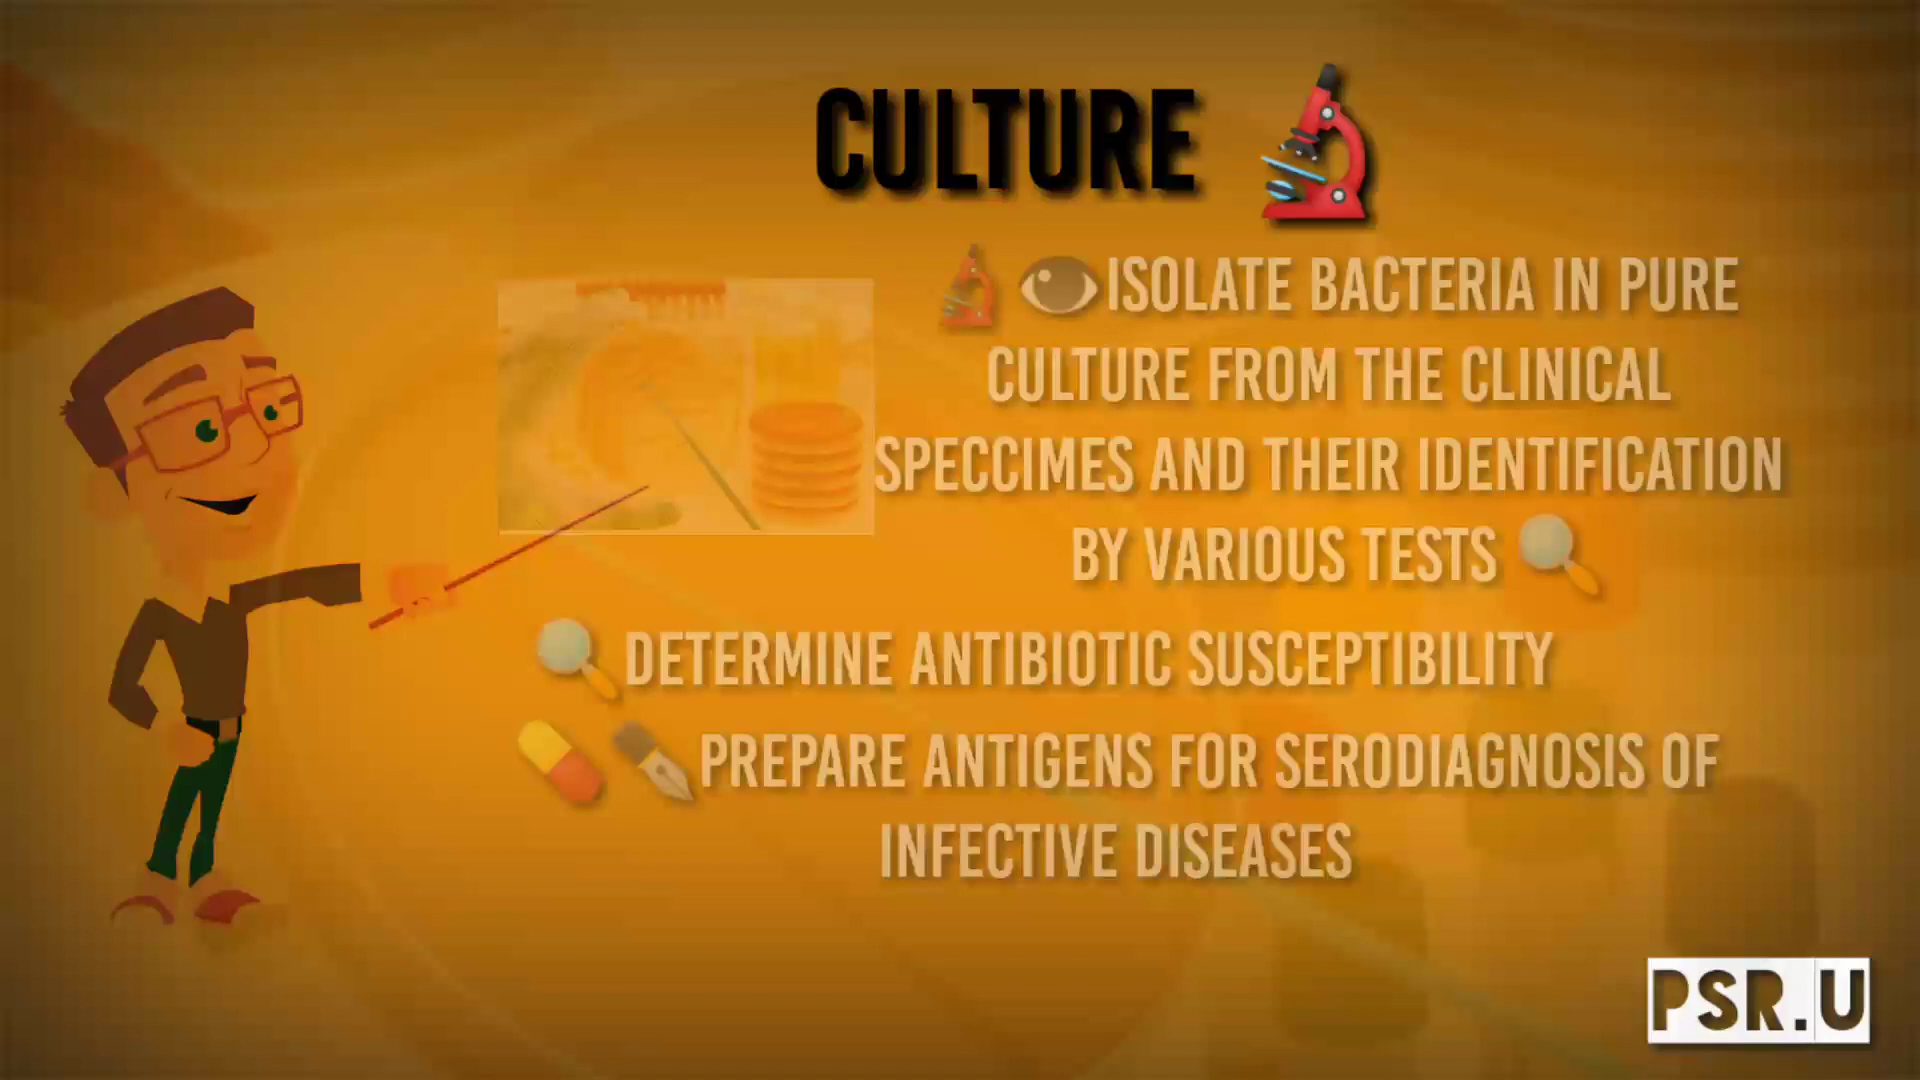 CULTURE
ISOLATE BACTERIA IN PURE
CULTURE FROM THE CLINICAL
SPECCIMES AND THEIR IDENTIFICATION
BY VARIOUS TESTS
DETERMINE ANTIBIOTIC SUSCEPTIBILITY
PREPARE ANTIGENS FOR SERODIAGNOSIS OF
INFECTIVE DISEASES
PSR.U